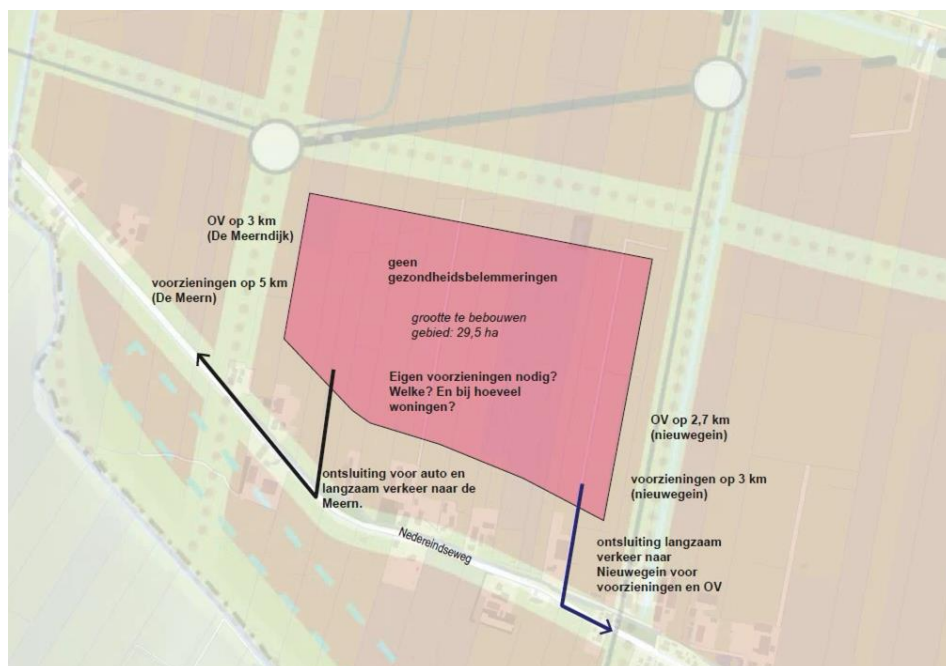 OV op 3 km
(De Meerndijk)
voorzieningen op 5 km
(De Meern)
geen
gezondheidsbelemmeringen
grootte te bebouwen
gebied: 29,5 ha
Eigen voorzieningen nodig?
Welke? En bij hoeveel
woningen?
OV op 2,7 km
(nieuwegein)
voorzieningen op 3 km
(nieuwegein)
ontsluiting voor auto en
langzaam verkeer naar de
Meern.
Nedereindseweg
ontsluiting langzaam
verkeer naar
Nieuwegein voor
voorzieningen en OV